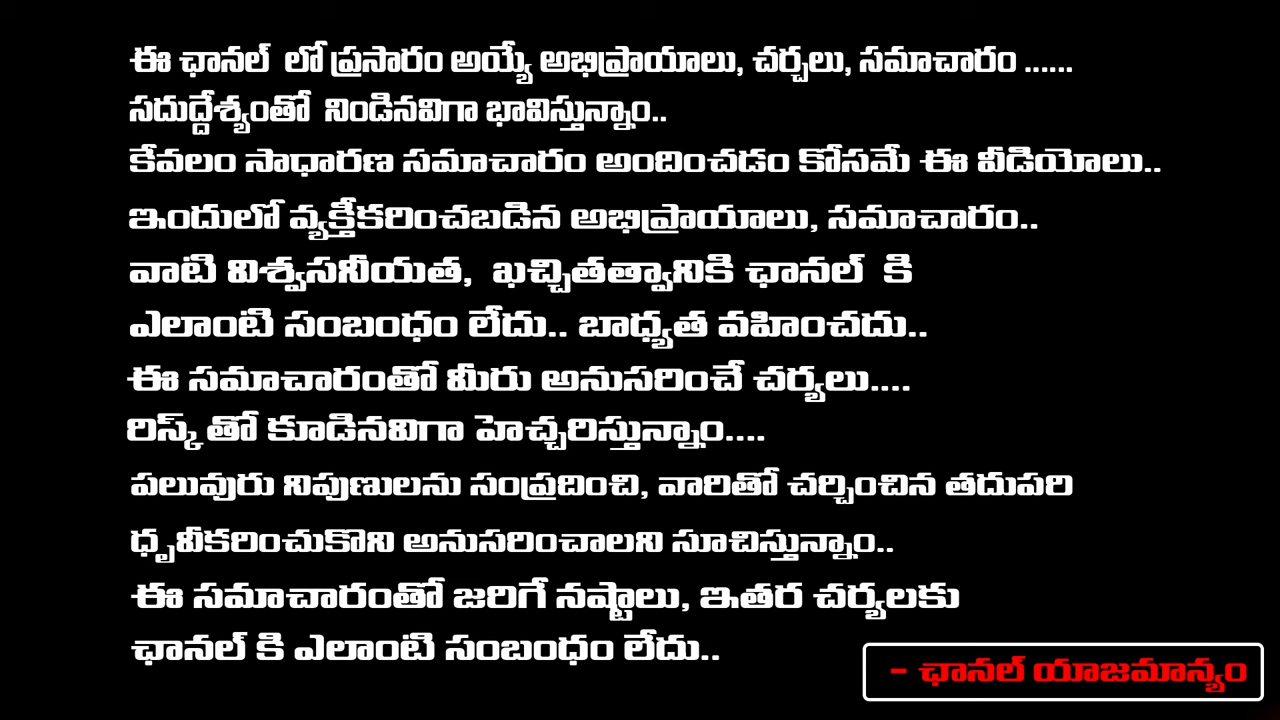 ఈ ఛానల్ లో ప్రసారం అయ్యే అభిప్రాయాలు, చర్చలు, సమాచారం ......
సదుద్దేశ్యంతో నిండినవిగా భావిస్తున్నాం..
కేవలం సాధారణ సమాచారం అందించడం కోసమే ఈ వీడియోలు..
ఇందులో వ్యక్తీకరించబడిన అభిప్రాయాలు, సమాచారం..
వాటి విశ్వసనీయత, ఖచ్చితత్వానికి ఛానల్ కి
ఎలాంటి సంబంధం లేదు.. బాధ్యత వహించదు..
ఈ సమాచారంతో మీరు అనుసరించే చర్యలు....
రిస్క్ తో కూడినవిగా హెచ్చరిస్తున్నాం....
పలువురు నిపుణులను సంప్రదించి, వారితో చర్చించిన తదుపరి
ధృవీకరించుకొని అనుసరించాలని సూచిస్తున్నాం..
ఈ సమాచారంతో జరిగే నష్టాలు, ఇతర చర్యలకు
ఛానల్ కి ఎలాంటి సంబంధం లేదు..
- ఛానల్ యాజమాన్యం